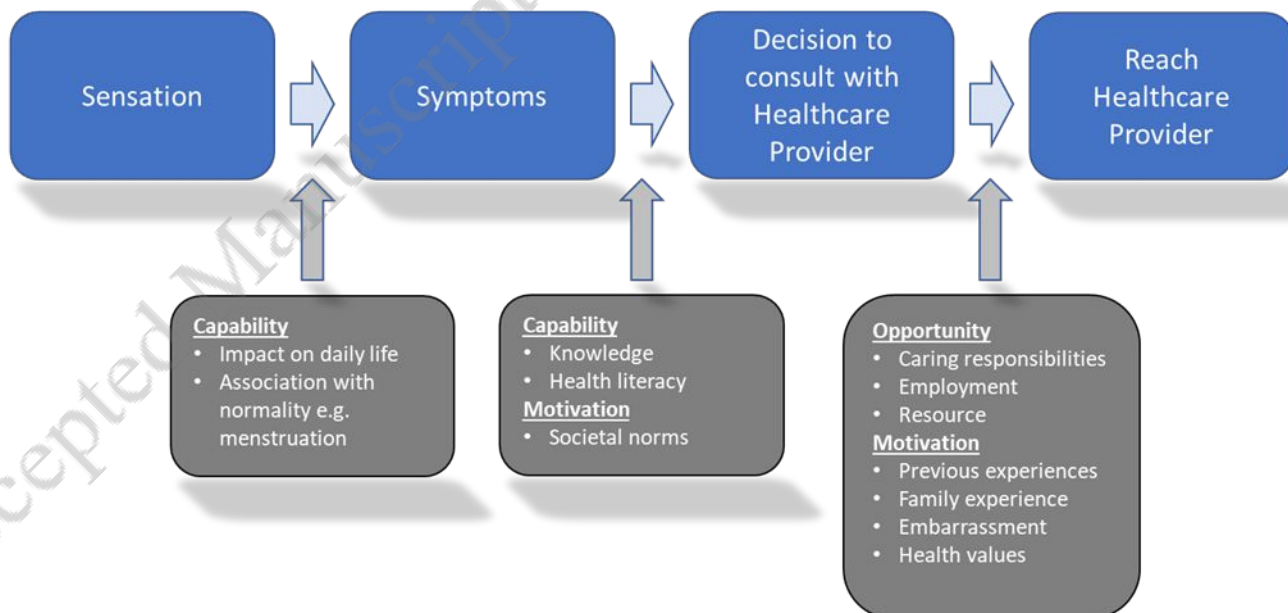 Sensation
Symptoms
Decision to
consult with
Healthcare
Provider
Reach
Healthcare
Provider
Capability
• Impact on daily life
• Association with
normality e.g.
menstruation
Capability
• Knowledge
• Health literacy
Motivation
• Societal norms
Opportunity
• Caring responsibilities
• Employment
• Resource
Motivation
• Previous experiences
• Family experience
• Embarrassment
• Health values
cepted Manuscript